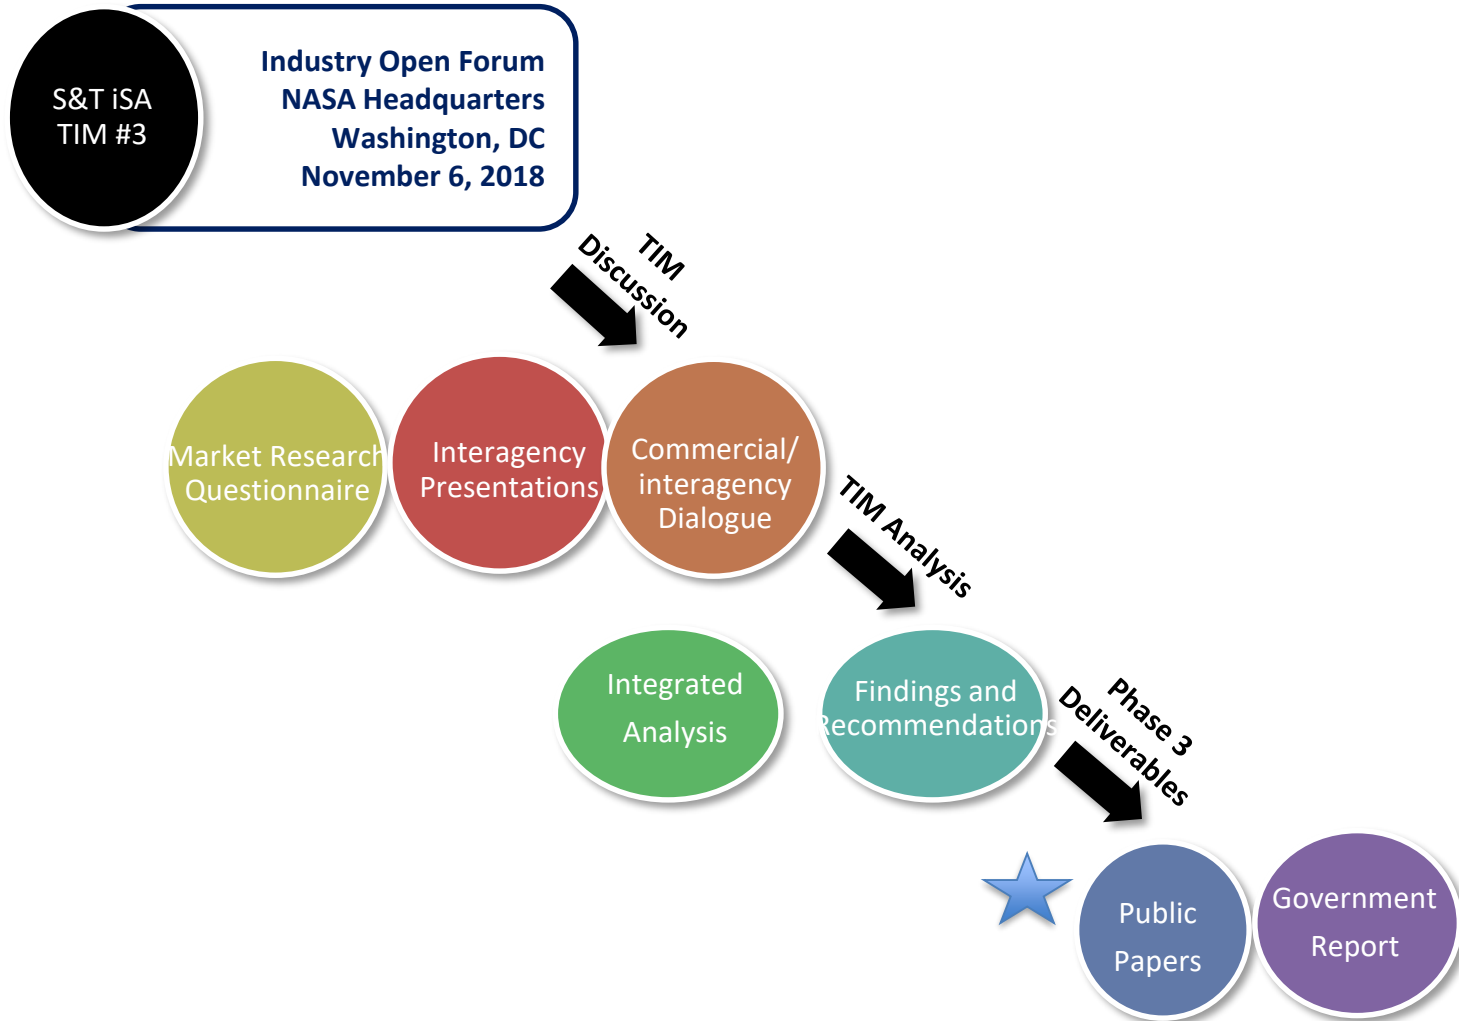 S&T iSA
TIM #3
Industry Open Forum
NASA Headquarters
Washington, DC
November 6, 2018
TIM
Discussion
Market Research
Questionnaire
Interagency
Presentations
Commercial/
interagency
Dialogue
TIM Analysis
Integrated
Analysis
Findings and
Recommendations
Phase 3
Deliverables
Public
Papers
Government
Report